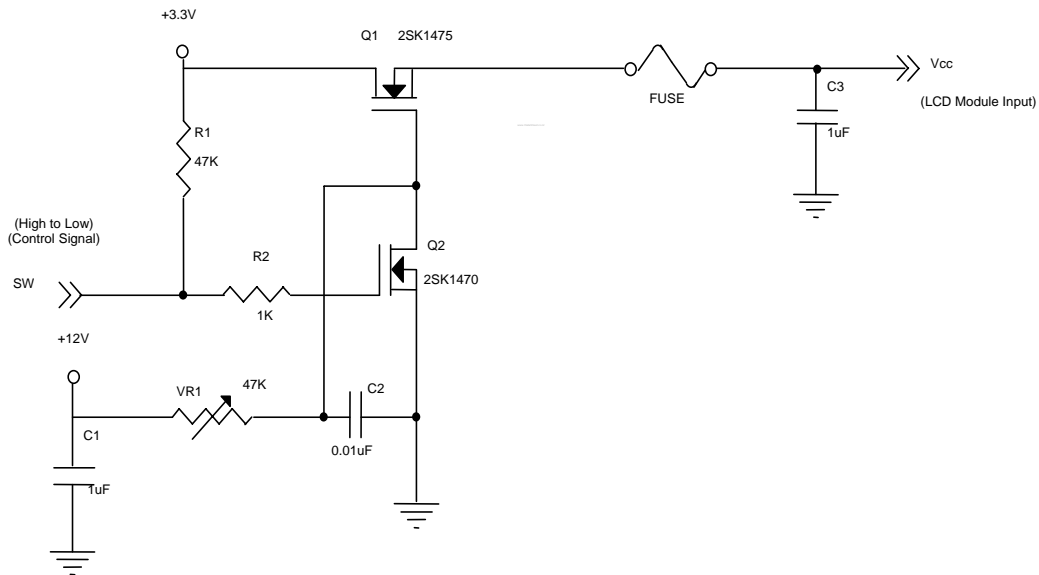 +3.3V
Q1 2SK1475
Vcc
C3
FUSE
(LCD Module Input)
R1
1uF
47K
(High to Low)
(Control Signal)
Q2
R2
SW
2SK1470
1K
+12V
VR1
47K
C2
C1
0.01uF
1uF